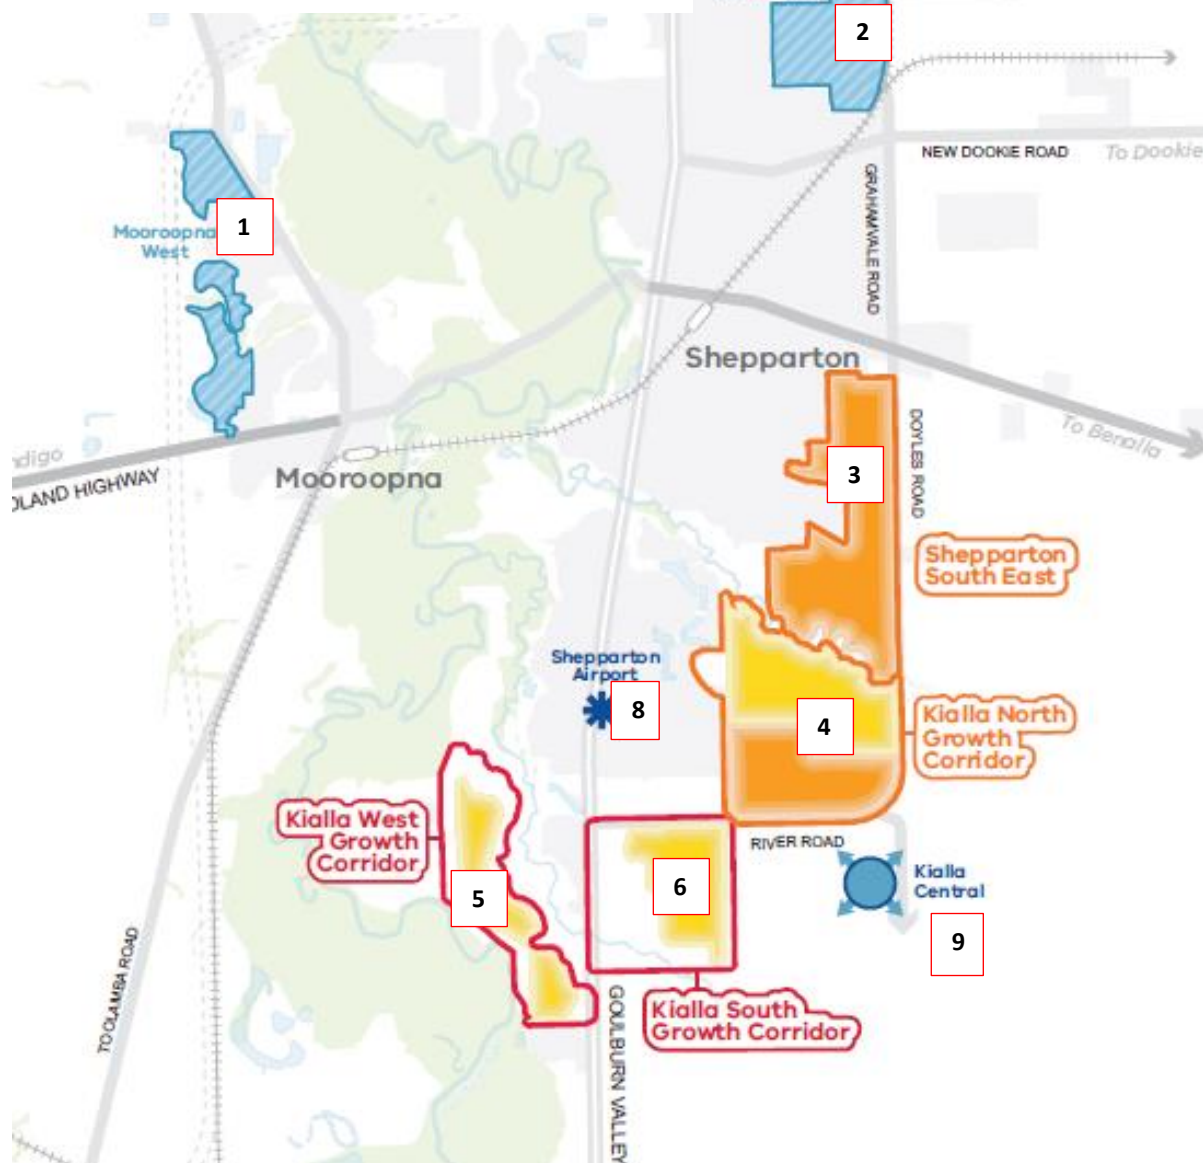 2
NEW DOOKIE ROAD
To Dookie
GRAHAMVALE ROAD
1
Mooroopna
West
Shepparton
To Benalla
DOYLES ROAD
3
digo
OLAND HIGHWAY
Mooroopna
Shepparton
South East
Shepparton
Airport
8
4
Kialla North
Growth
Corridor
Kialla West
Growth
Corridor
RIVER ROAD
5
6
Kialla
Central
9
TOOLAMBA ROAD
GOULBURN VALLEY
Kialla South
Growth Corridor